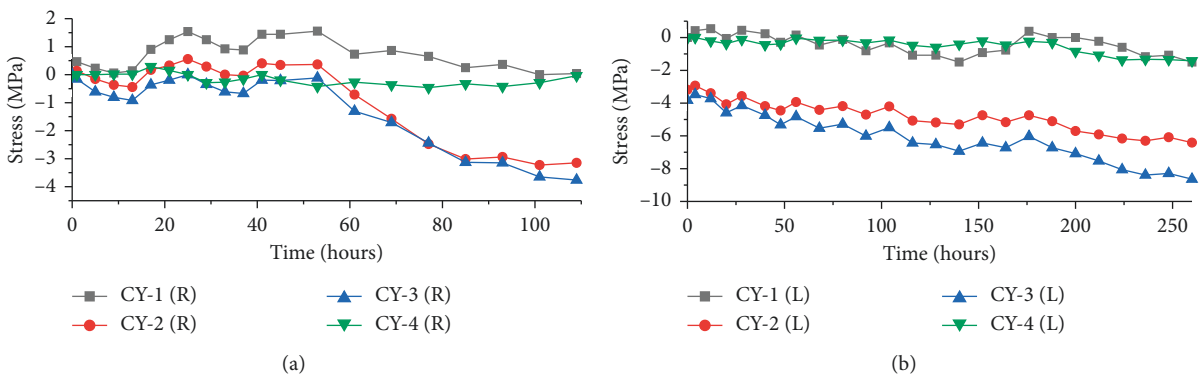 2
1
0
−1
−2
−3
−4
Stress (MPa)
0 20 40 60 80 100
Time (hours)
CY-1 (R) CY-3 (R)
CY-2 (R) CY-4 (R)
(a)
0
−2
−4
−6
−8
−10
Stress (MPa)
0 50 100 150 200 250
Time (hours)
CY-1 (L) CY-3 (L)
CY-2 (L) CY-4 (L)
(b)